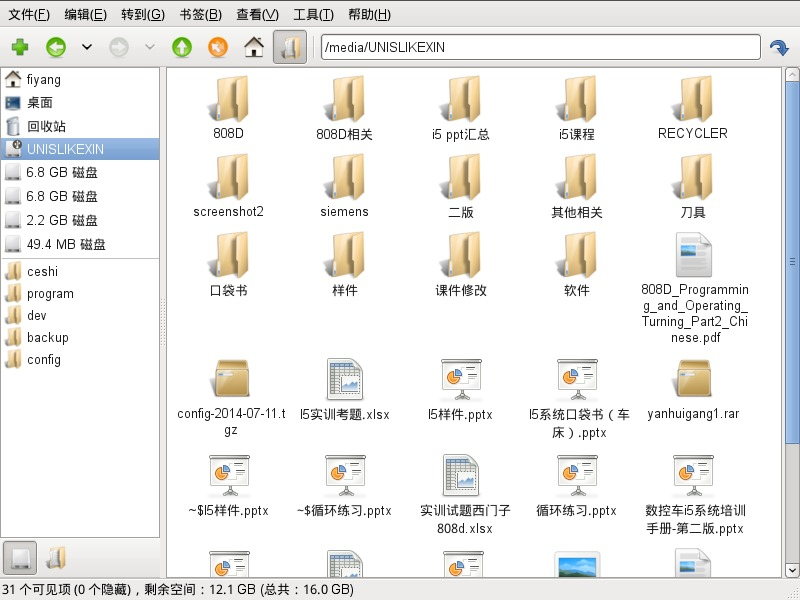 文件(F) 编辑(E) 转到(G) 书签(B) 查看(V) 工具(T) 帮助(H)
/media/UNISLIKEXIN
fiyang
桌面
回收站
UNISLIKEXIN
6.8 GB 磁盘
6.8 GB 磁盘
2.2 GB 磁盘
49.4 MB 磁盘
ceshi
program
dev
backup
config
808D
808D相关
i5 ppt汇总
i5课程
RECYCLER
screenshot2
siemens
二版
其他相关
刀具
口袋书
样件
课件修改
软件
808D_Programmin
g_and_Operating_
Turning_Part2_Chi
nese.pdf
config-2014-07-11.t
gz
I5实训考题.xlsx
I5样件.pptx
I5系统口袋书（车
床）.pptx
yanhuigang1.rar
~$I5样件.pptx
~$循环练习.pptx
实训试题西门子
808d.xlsx
循环练习.pptx
数控车i5系统培训
手册-第二版.pptx
31 个可见项 (0 个隐藏)，剩余空间：12.1 GB (总共：16.0 GB)